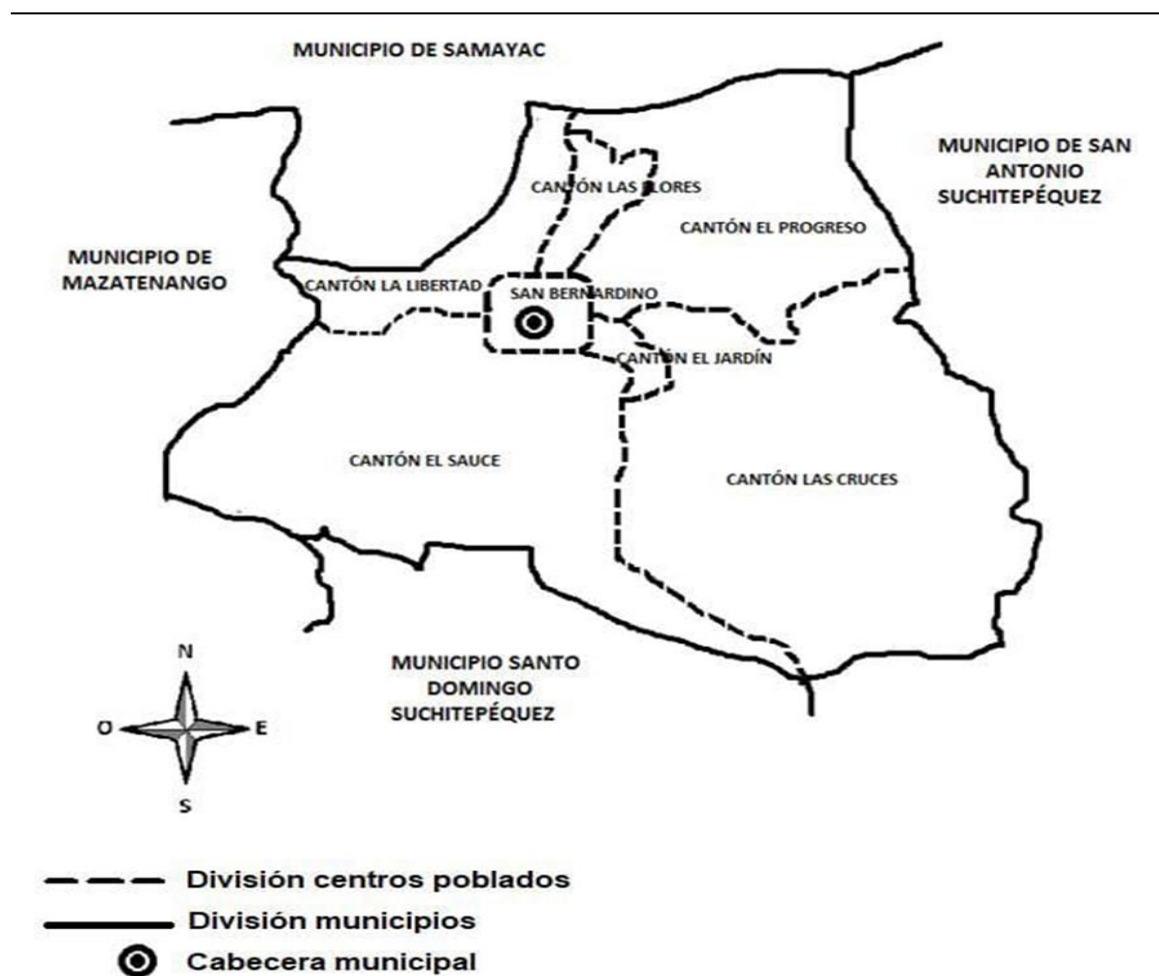 MUNICIPIO DE SAMAYAC
MUNICIPIO DE SAN
ANTONIO
SUCHITEPÉQUEZ
CANTÓN LAS FLORES
CANTÓN EL PROGRESO
MUNICIPIO DE
MAZATENANGO
CANTÓN LA LIBERTAD
SAN BERNARDINO
CANTÓN EL JARDÍN
CANTÓN EL SAUCE
CANTÓN LAS CRUCES
MUNICIPIO SANTO
DOMINGO
SUCHITEPÉQUEZ
N
O
E
S
División centros poblados
División municipios
Cabecera municipal